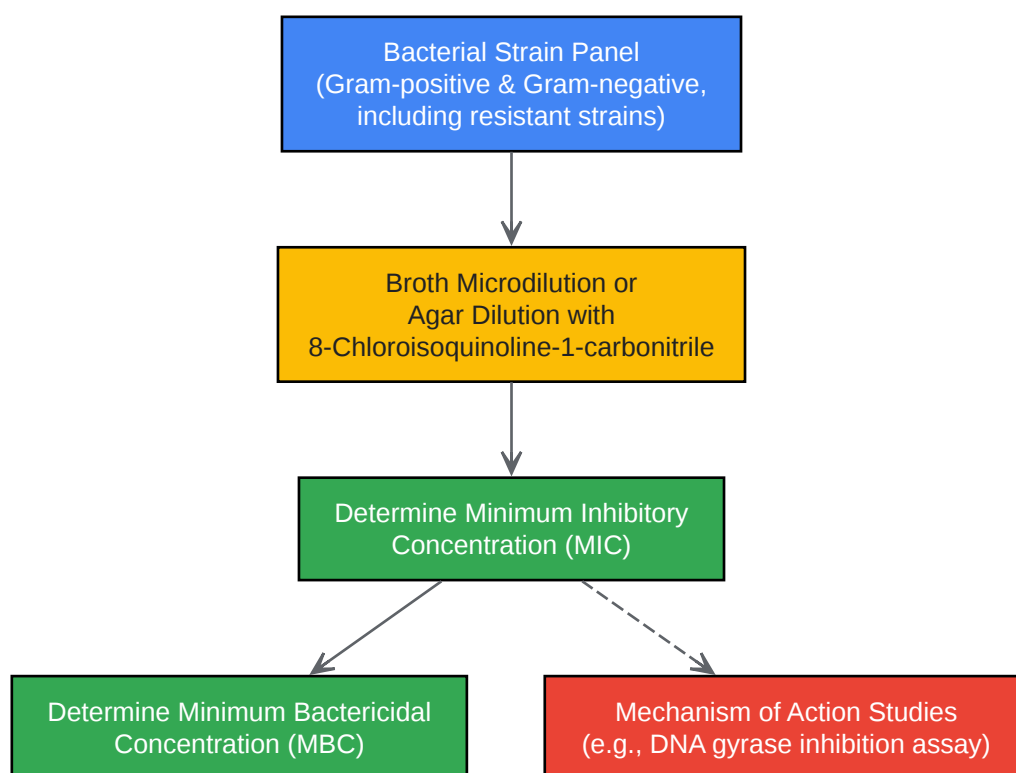 Bacterial Strain Panel
(Gram-positive & Gram-negative,
including resistant strains)
Broth Microdilution or
Agar Dilution with
8-Chloroisoquinoline-1-carbonitrile
Determine Minimum Inhibitory
Concentration (MIC)
Determine Minimum Bactericidal
Concentration (MBC)
Mechanism of Action Studies
(e.g., DNA gyrase inhibition assay)